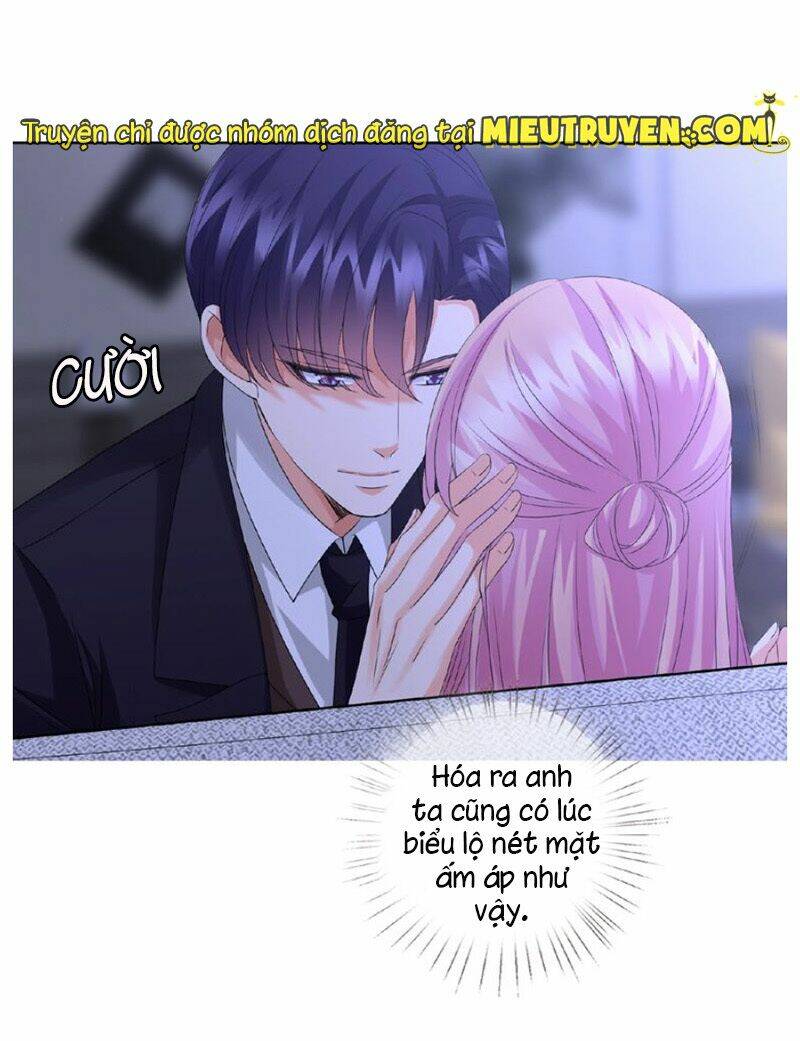 Truyện chỉ được nhóm dịch đăng tại MIEUTRUYEN.COM
CƯỜI
Hóa ra anh
ta cũng có lúc
biểu lộ nét mặt
ấm áp như
vậy.